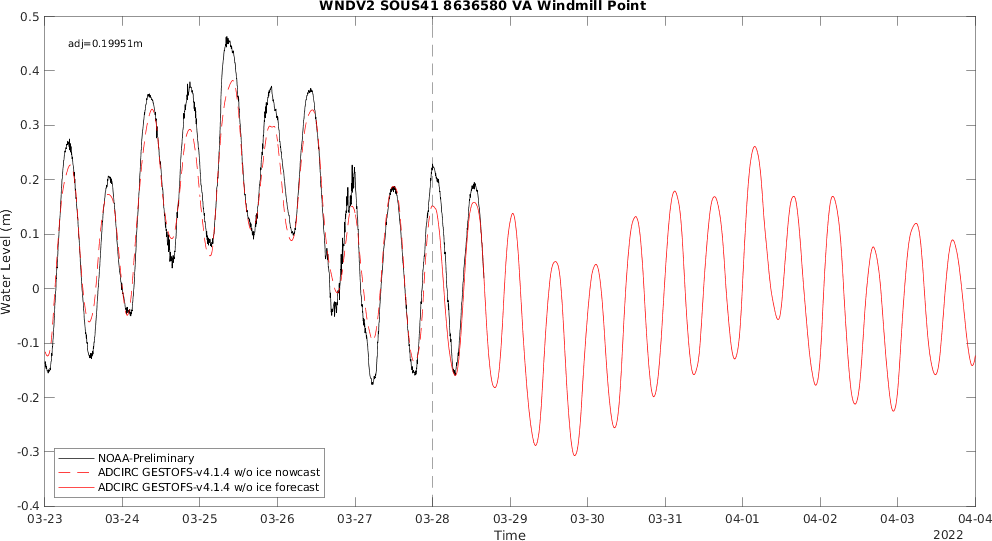 WNDV2 SOUS41 8636580 VA Windmill Point
adj=0.19951m
Water Level (m)
0.5
0.4
0.3
0.2
0.1
0
-0.1
-0.2
-0.3
-0.4
NOAA-Preliminary
ADCIRC GESTOFS-v4.1.4 w/o ice nowcast
ADCIRC GESTOFS-v4.1.4 w/o ice forecast
03-23 03-24 03-25 03-26 03-27 03-28 03-29 03-30 03-31 04-01 04-02 04-03 04-04
Time
2022